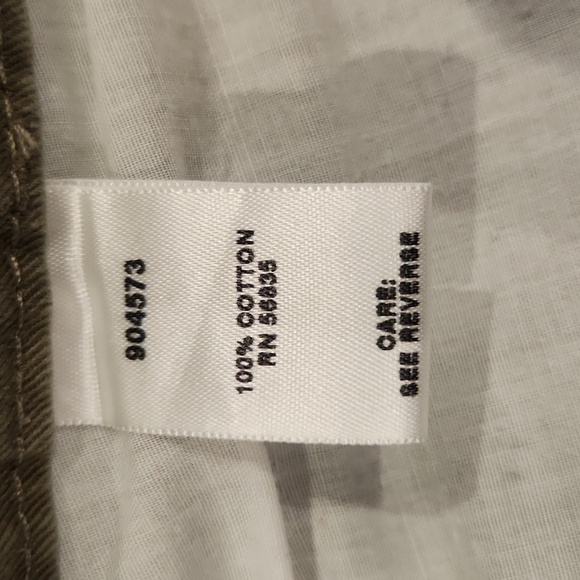 904573
100% COTTON
RN 56835
CARE:
SEE REVERSE